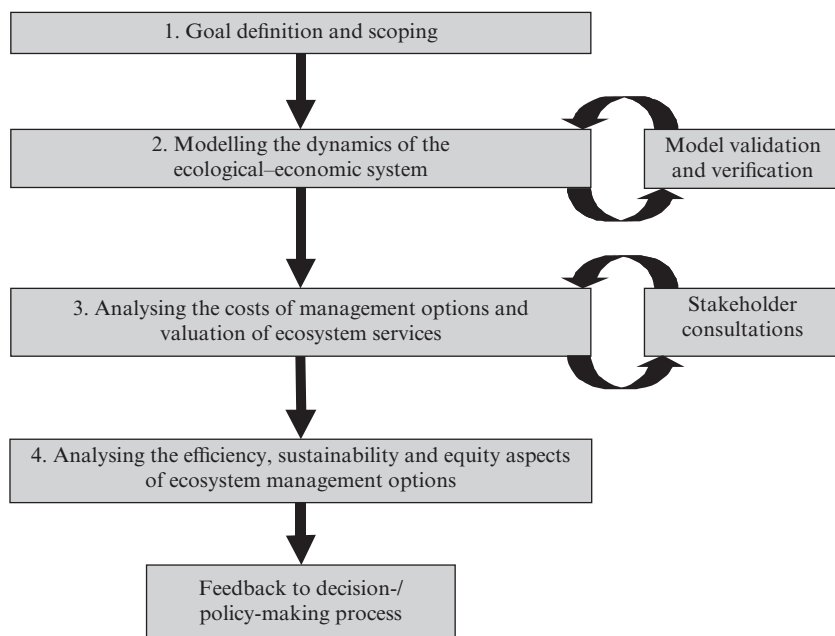 1. Goal definition and scoping
2. Modelling the dynamics of the
ecological–economic system
Model validation
and verification
3. Analysing the costs of management options and
valuation of ecosystem services
Stakeholder
consultations
4. Analysing the efficiency, sustainability and equity aspects
of ecosystem management options
Feedback to decision-/
policy-making process